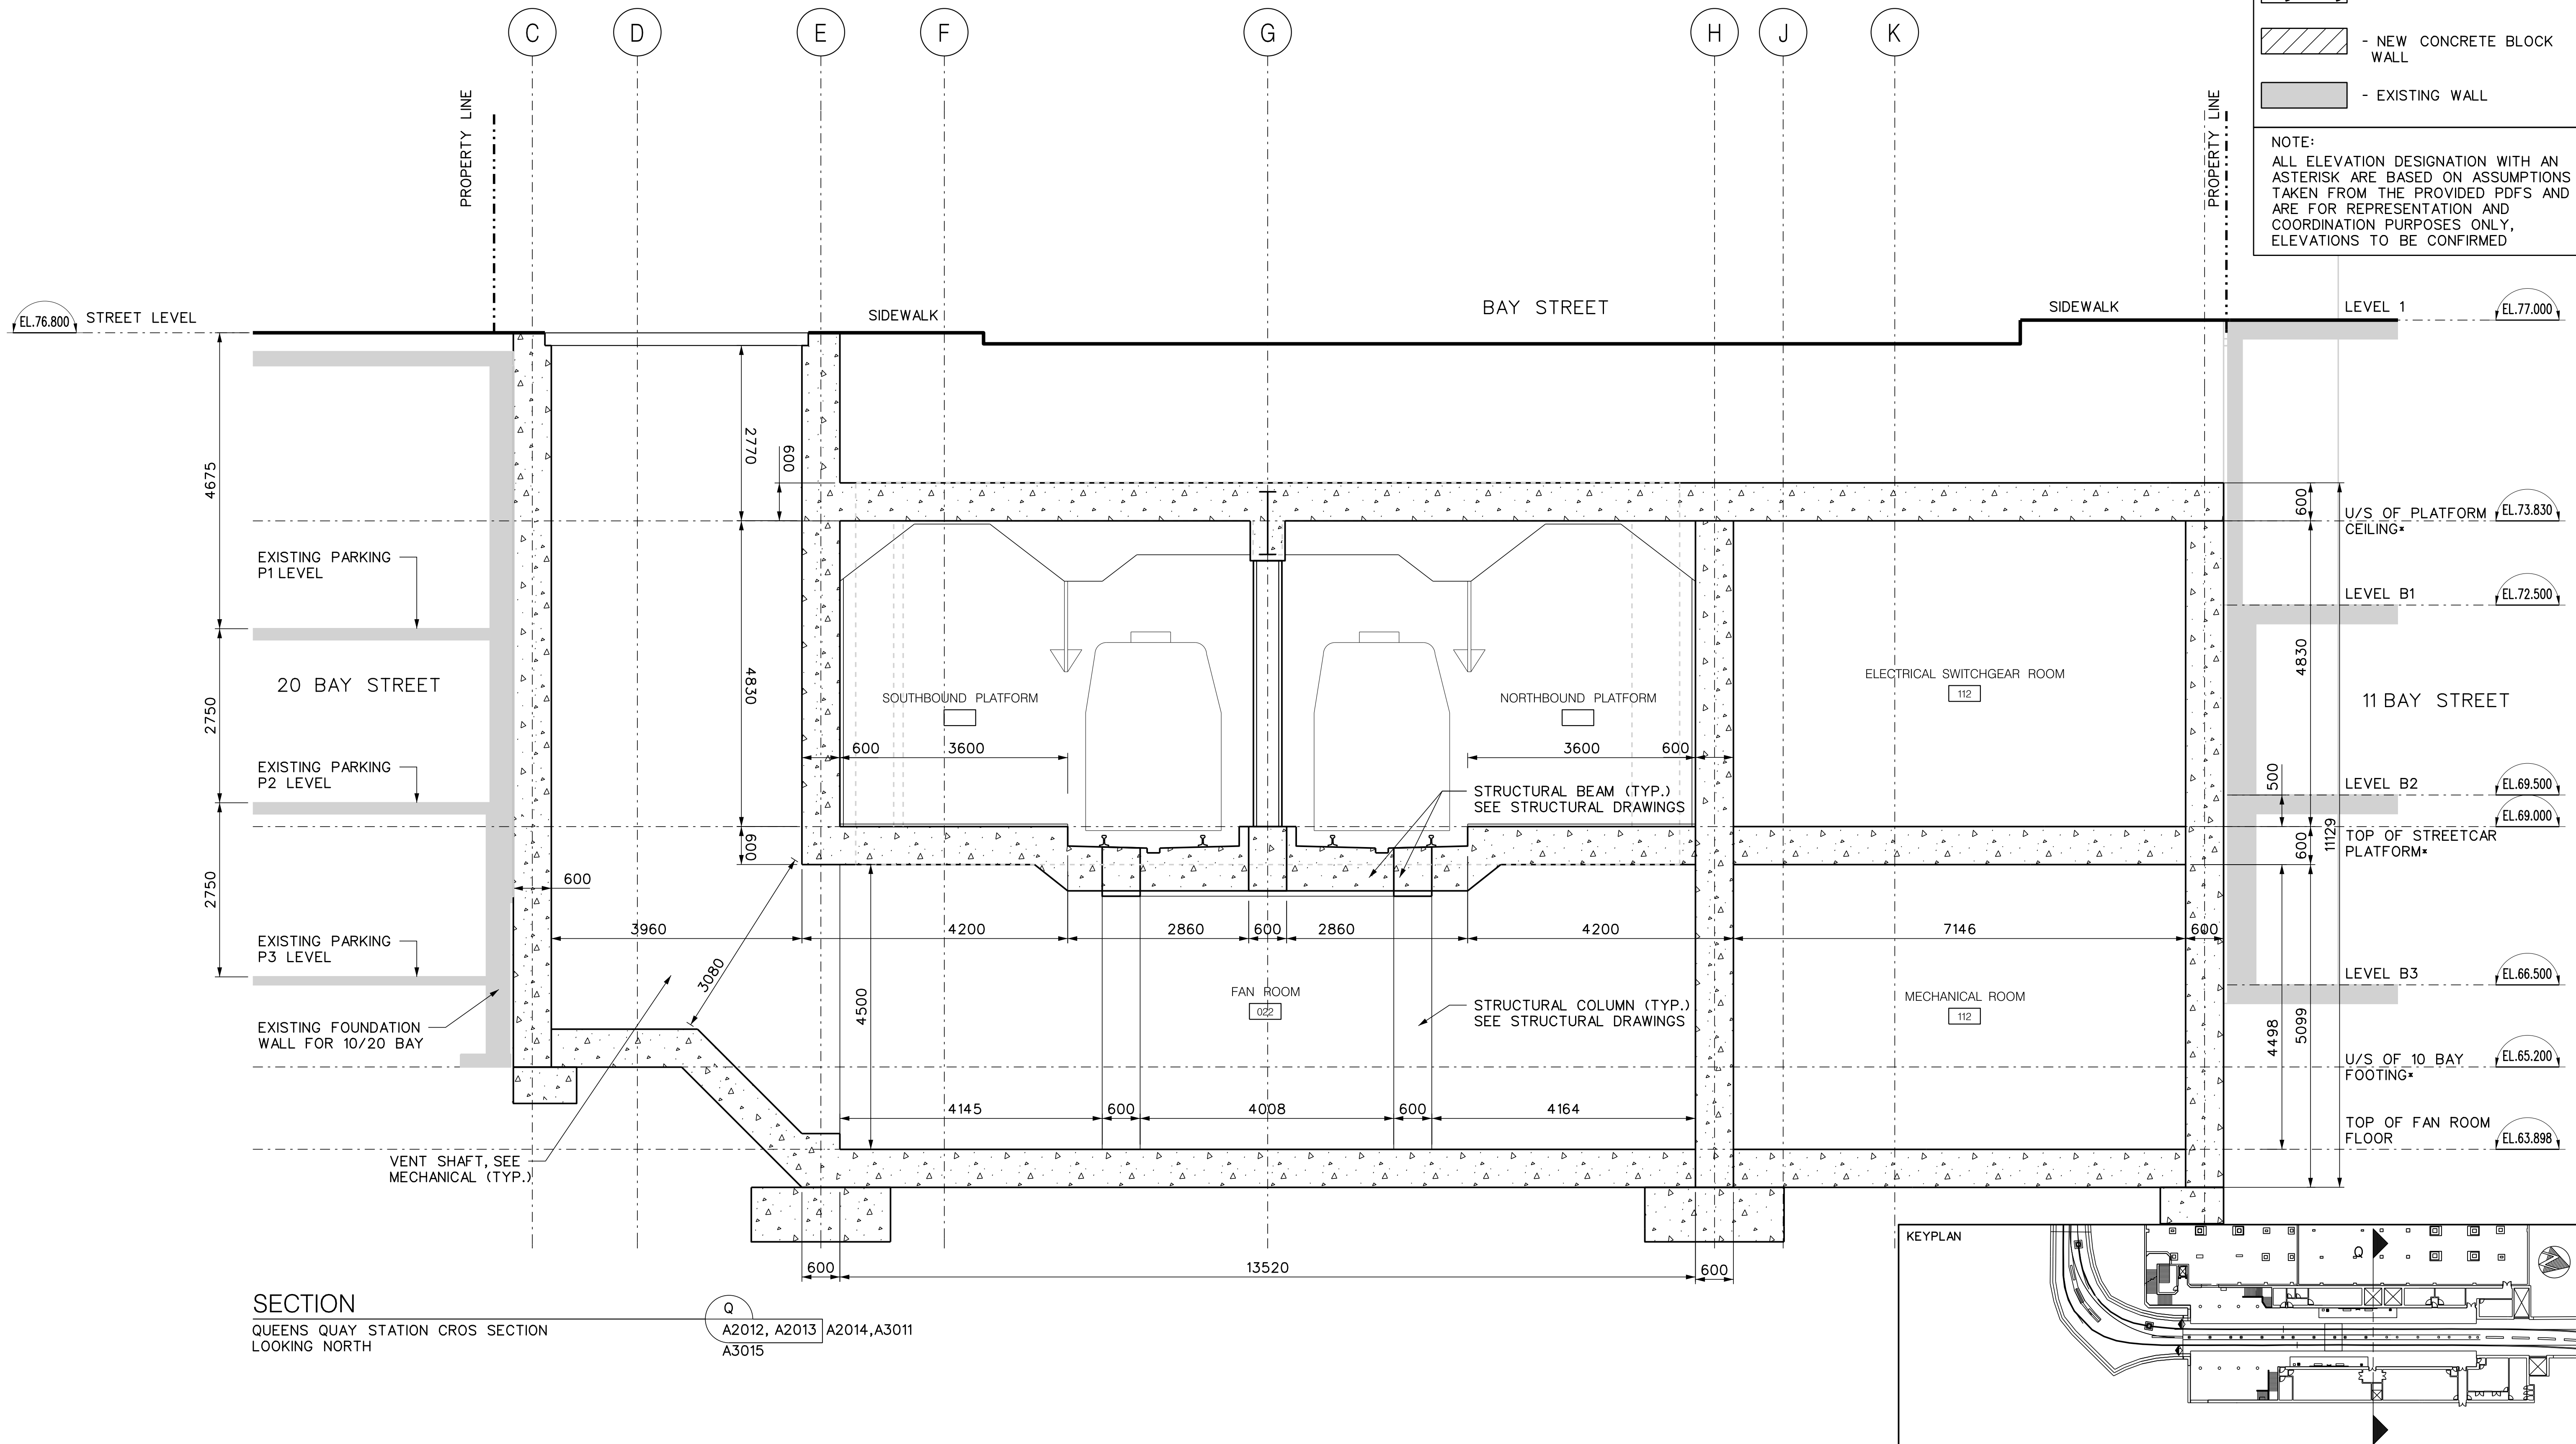 C
D
E
F
G
H
J
K
- NEW CONCRETE BLOCK
WALL
- EXISTING WALL
NOTE:
ALL ELEVATION DESIGNATION WITH AN
ASTERISK ARE BASED ON ASSUMPTIONS
TAKEN FROM THE PROVIDED PDFS AND
ARE FOR REPRESENTATION AND
COORDINATION PURPOSES ONLY,
ELEVATIONS TO BE CONFIRMED
PROPERTY LINE
PROPERTY LINE
EL.76.800
STREET LEVEL
SIDEWALK
BAY STREET
SIDEWALK
LEVEL 1
EL.77.000
4675
2770
600
600
U/S OF PLATFORM
CEILING*
EL.73.830
EXISTING PARKING
P1 LEVEL
LEVEL B1
EL.72.500
20 BAY STREET
2750
4830
SOUTHBOUND PLATFORM
NORTHBOUND PLATFORM
ELECTRICAL SWITCHGEAR ROOM
112
4830
11 BAY STREET
600
3600
3600
600
EXISTING PARKING
P2 LEVEL
STRUCTURAL BEAM (TYP.)
SEE STRUCTURAL DRAWINGS
500
LEVEL B2
EL.69.500
EL.69.000
TOP OF STREETCAR
PLATFORM*
11129
600
600
2750
600
3960
4200
2860
600
2860
4200
7146
600
EXISTING PARKING
P3 LEVEL
3080
4500
FAN ROOM
022
STRUCTURAL COLUMN (TYP.)
SEE STRUCTURAL DRAWINGS
MECHANICAL ROOM
112
LEVEL B3
EL.66.500
EXISTING FOUNDATION
WALL FOR 10/20 BAY
4498
5099
U/S OF 10 BAY
FOOTING*
EL.65.200
4145
600
4008
600
4164
TOP OF FAN ROOM
FLOOR
EL.63.898
VENT SHAFT, SEE
MECHANICAL (TYP.)
600
13520
600
KEYPLAN
Q
SECTION
QUEENS QUAY STATION CROS SECTION
LOOKING NORTH
Q
A2012, A2013
A2014,A3011
A3015